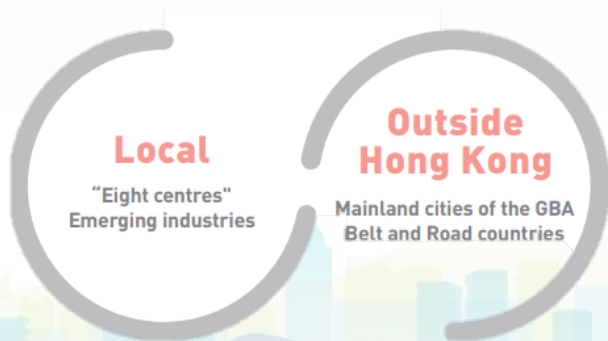 Local
“Eight centres"
Emerging industries
Outside
Hong Kong
Mainland cities of the GBA
Belt and Road countries